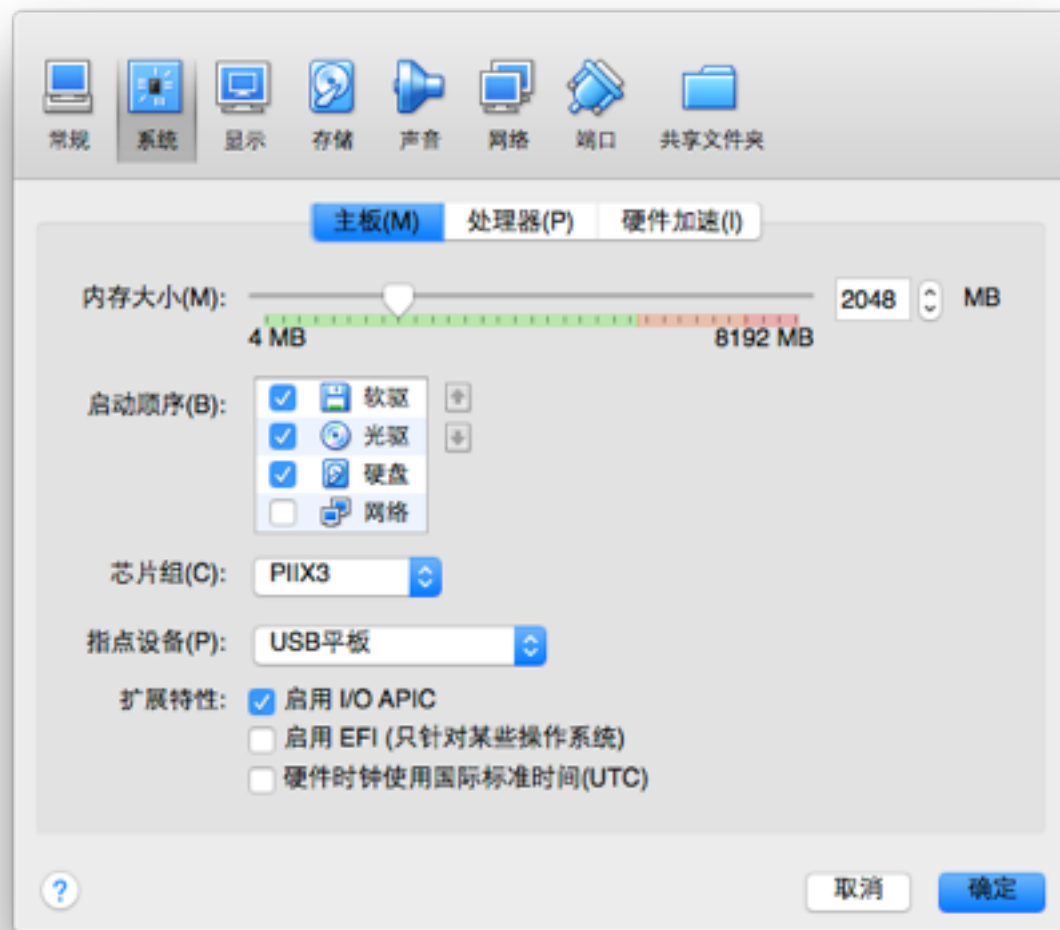 常规 系统 显示 存储 声音 网络 端口 共享文件夹
主板(M) 处理器(P) 硬件加速(I)
内存大小(M): 2048 MB
4 MB 8192 MB
启动顺序(B): 软驱
光驱
硬盘
网络
芯片组(C): PIIX3
指点设备(P): USB平板
扩展特性: 启用 I/O APIC
启用 EFI (只针对某些操作系统)
硬件时钟使用国际标准时间(UTC)
? 取消 确定